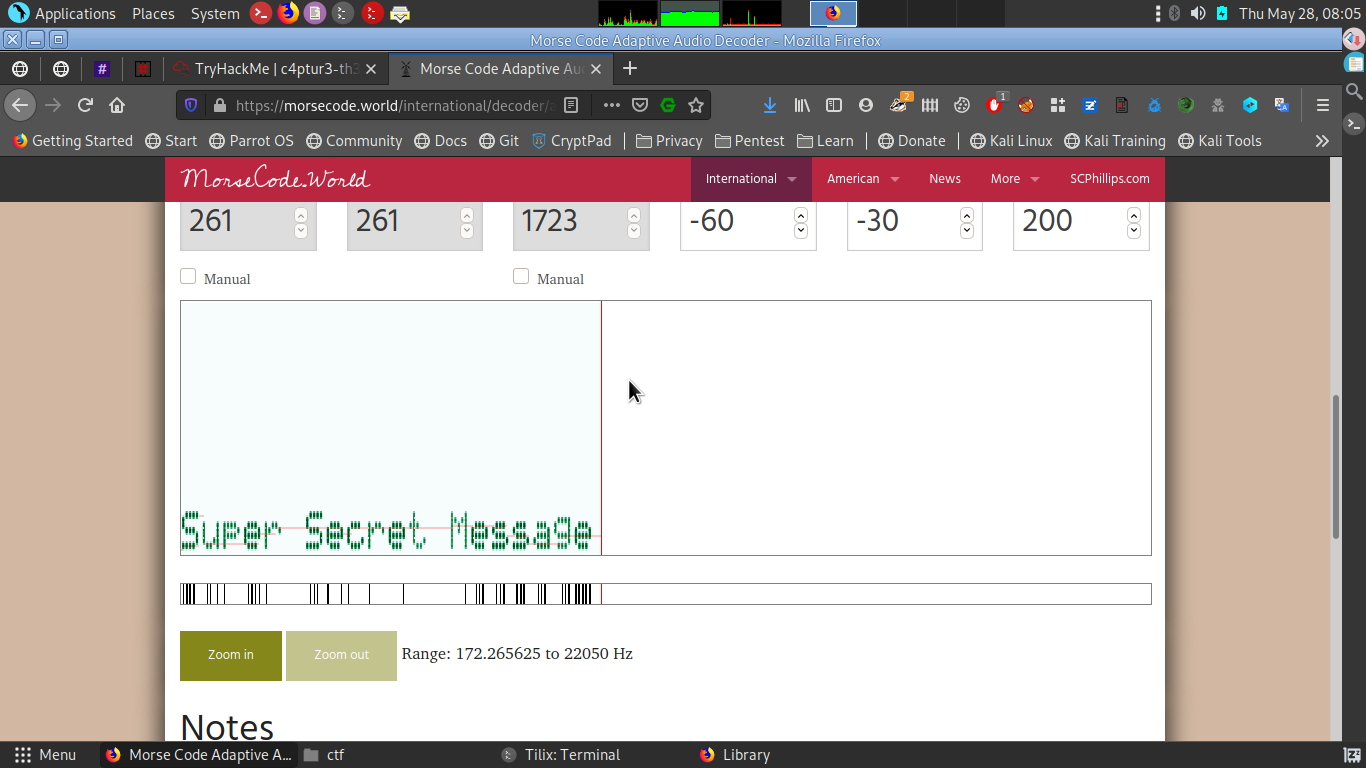 Applications Places System Thu May 28, 08:05
Morse Code Adaptive Audio Decoder - Mozilla Firefox
# TryHackMe | c4ptur3-th3 Morse Code Adaptive Au
https://morsecode.world/international/decoder/ 2 1
Getting Started Start Parrot OS Community Docs Git CryptPad Privacy Pentest Learn Donate Kali Linux Kali Training Kali Tools
MorseCode.World International American News More SCPhillips.com
261 261 1723 -60 -30 200
Manual Manual
Super Secret Message
Zoom in Zoom out Range: 172.265625 to 22050 Hz
Notes
Menu Morse Code Adaptive A... ctf Tilix: Terminal Library